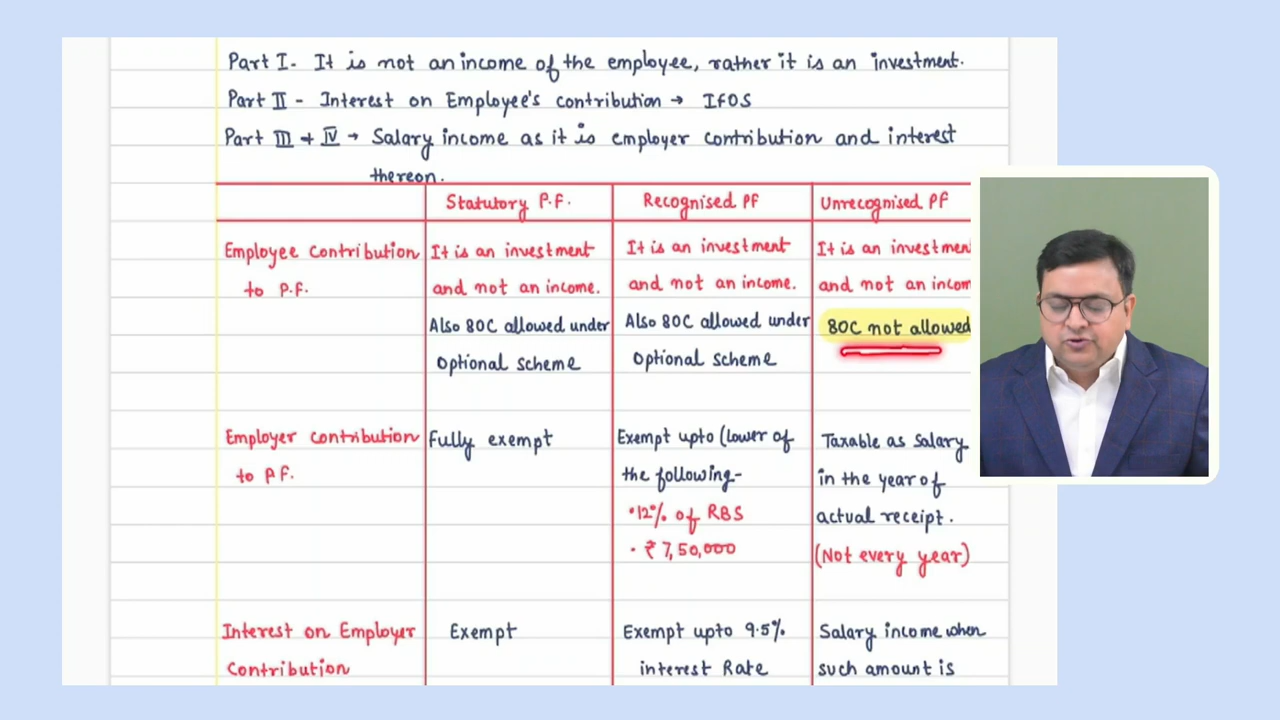 Part I- It is not an income of the employee, rather it is an investment.
Part II - Interest on Employee's contribution → IFOS
Part III + IV → Salary income as it is employer contribution and interest
thereon.
Statutory P.F. Recognised PF Unrecognised PF
Employee Contribution It is an investment It is an investment It is an investmen
to P.F. and not an income. and not an income. and not an incom
Also 80C allowed under Also 80C allowed under 80C not allowed
Optional scheme Optional scheme
Employer contribution Fully exempt Exempt upto (lower of Taxable as Salary
to P.F. the following- in the year of
•12% of RBS actual receipt.
• ₹7,50,000 (Not every year)
Interest on Employer Exempt Exempt upto 9.5% Salary income when
Contribution interest Rate such amount is